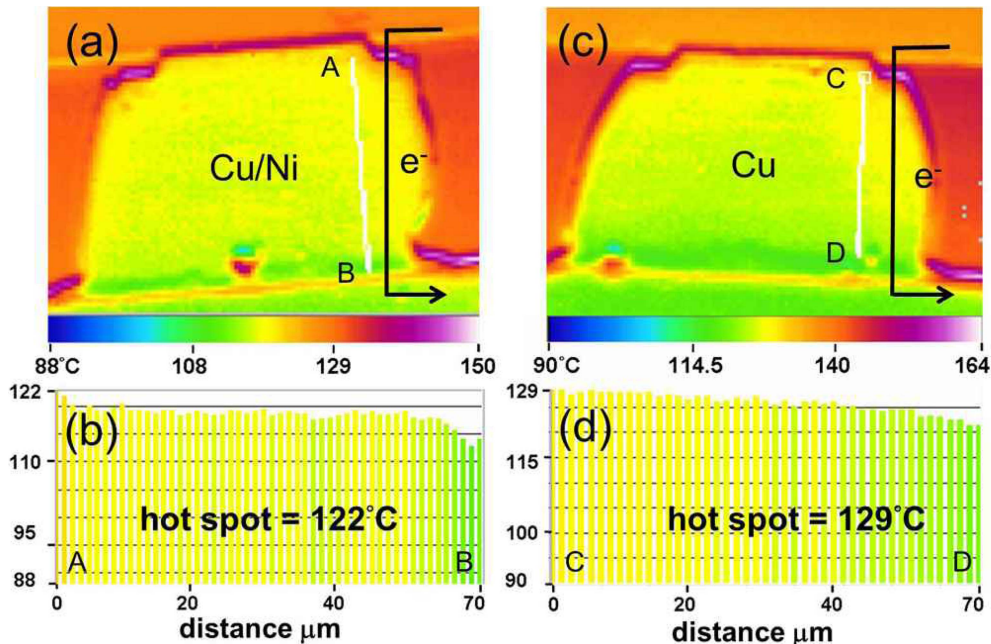 (a)
A
Cu/Ni
e-
B
88°C 108 129 150
(c)
C
Cu
e-
D
90°C 114.5 140 164
122
110
95
88
(b)
hot spot = 122°C
A B
0 20 40 70
distance µm
129
115
100
90
(d)
hot spot = 129°C
C D
0 20 40 70
distance µm